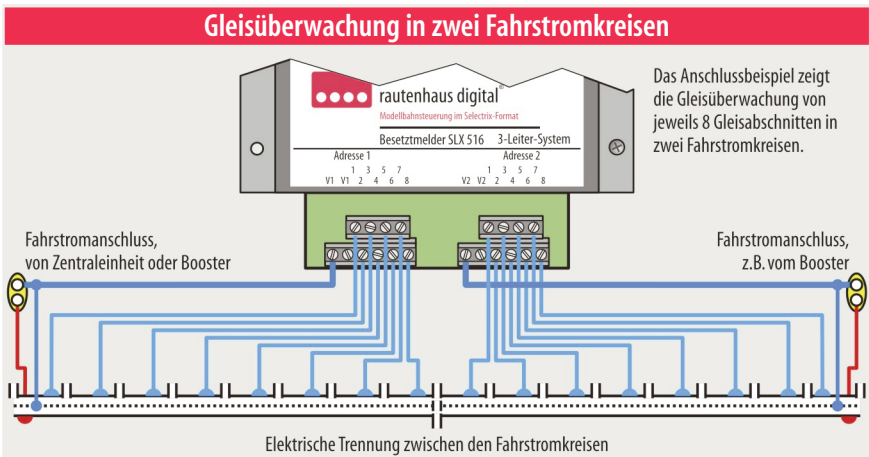 Gleisüberwachung in zwei Fahrstromkreisen
rautenhaus digital®
Modellbahnsteuerung im Selectrix-Format
Besetztmelder SLX 516 3-Leiter-System
Adresse 1 Adresse 2
1 3 5 7 1 3 5 7
V1 V1 2 4 6 8 V2 V2 2 4 6 8
Das Anschlussbeispiel zeigt
die Gleisüberwachung von
jeweils 8 Gleisabschnitten in
zwei Fahrstromkreisen.
Fahrstromanschluss,
von Zentraleinheit oder Booster
Fahrstromanschluss,
z.B. vom Booster
Elektrische Trennung zwischen den Fahrstromkreisen